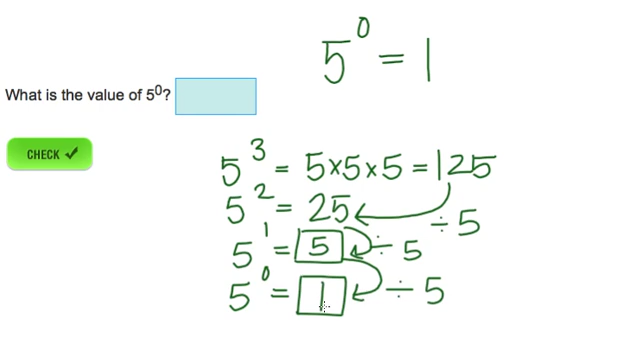 5⁰ = 1
What is the value of 5⁰?
CHECK ✓
5³ = 5×5×5 = 125
5² = 25 ÷ 5
5¹ = 5 ÷ 5
5⁰ = 1 ÷ 5